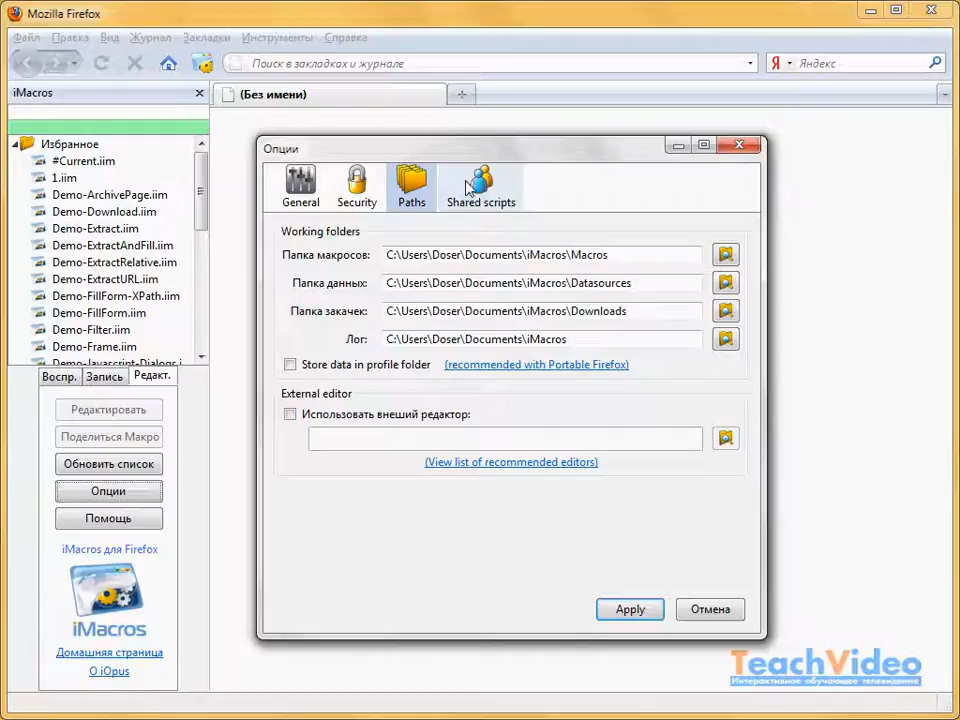 Mozilla Firefox
Файл Правка Вид Журнал Закладки Инструменты Справка
Поиск в закладках и журнале
Яндекс
iMacros
(Без имени)
Избранное
#Current.iim
1.iim
Demo-ArchivePage.iim
Demo-Download.iim
Demo-Extract.iim
Demo-ExtractAndFill.iim
Demo-ExtractRelative.iim
Demo-ExtractURL.iim
Demo-FillForm-XPath.iim
Demo-FillForm.iim
Demo-Filter.iim
Demo-Frame.iim
Demo-Javascript-Dialogs.i
Воспр. Запись Редакт.
Редактировать
Поделиться Макро
Обновить список
Опции
Помощь
iMacros для Firefox
iMacros
Домашняя страница
О iOpus
Опции
General Security Paths Shared scripts
Working folders
Папка макросов: C:\Users\Doser\Documents\iMacros\Macros
Папка данных: C:\Users\Doser\Documents\iMacros\Datasources
Папка закачек: C:\Users\Doser\Documents\iMacros\Downloads
Лог: C:\Users\Doser\Documents\iMacros
Store data in profile folder (recommended with Portable Firefox)
External editor
Использовать внеший редактор:
(View list of recommended editors)
Apply Отмена
TeachVideo
Интерактивное обучающее телевидение